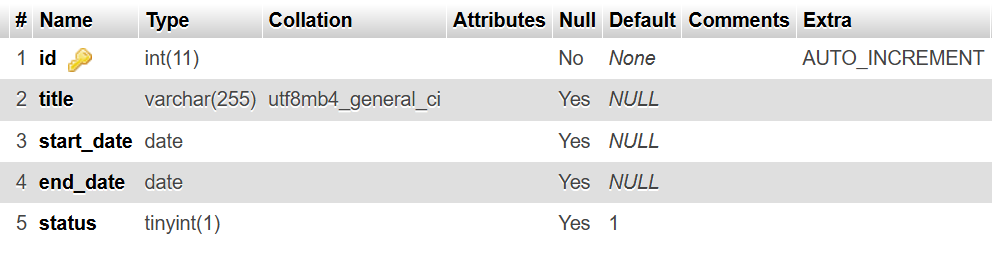 # Name Type Collation Attributes Null Default Comments Extra
1 id int(11) No None AUTO_INCREMENT
2 title varchar(255) utf8mb4_general_ci Yes NULL
3 start_date date Yes NULL
4 end_date date Yes NULL
5 status tinyint(1) Yes 1